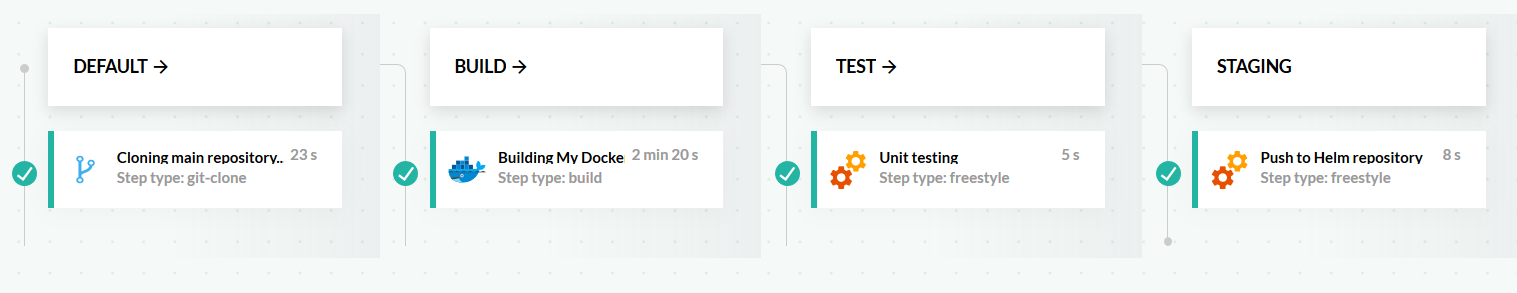 DEFAULT →
Cloning main repository.. 23 s
Step type: git-clone
BUILD →
Building My Docke 2 min 20 s
Step type: build
TEST →
Unit testing 5 s
Step type: freestyle
STAGING
Push to Helm repository 8 s
Step type: freestyle